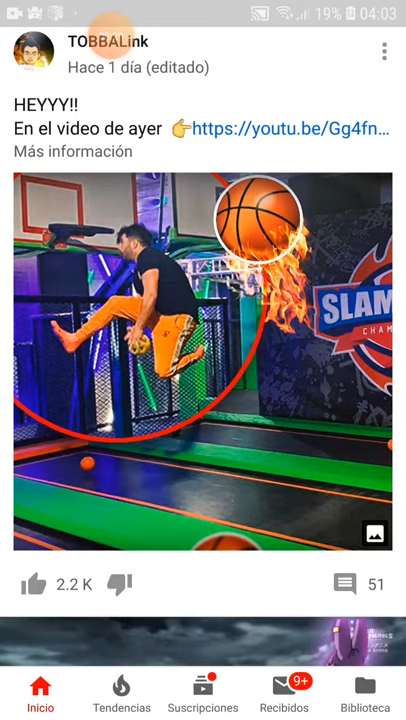 19% 04:03
TOBBALink
Hace 1 día (editado)
HEYYY!!
En el video de ayer 👉https://youtu.be/Gg4fn...
Más información
SLAM
CHAM
2.2 K
51
Inicio
Tendencias
Suscripciones
9+
Recibidos
Biblioteca